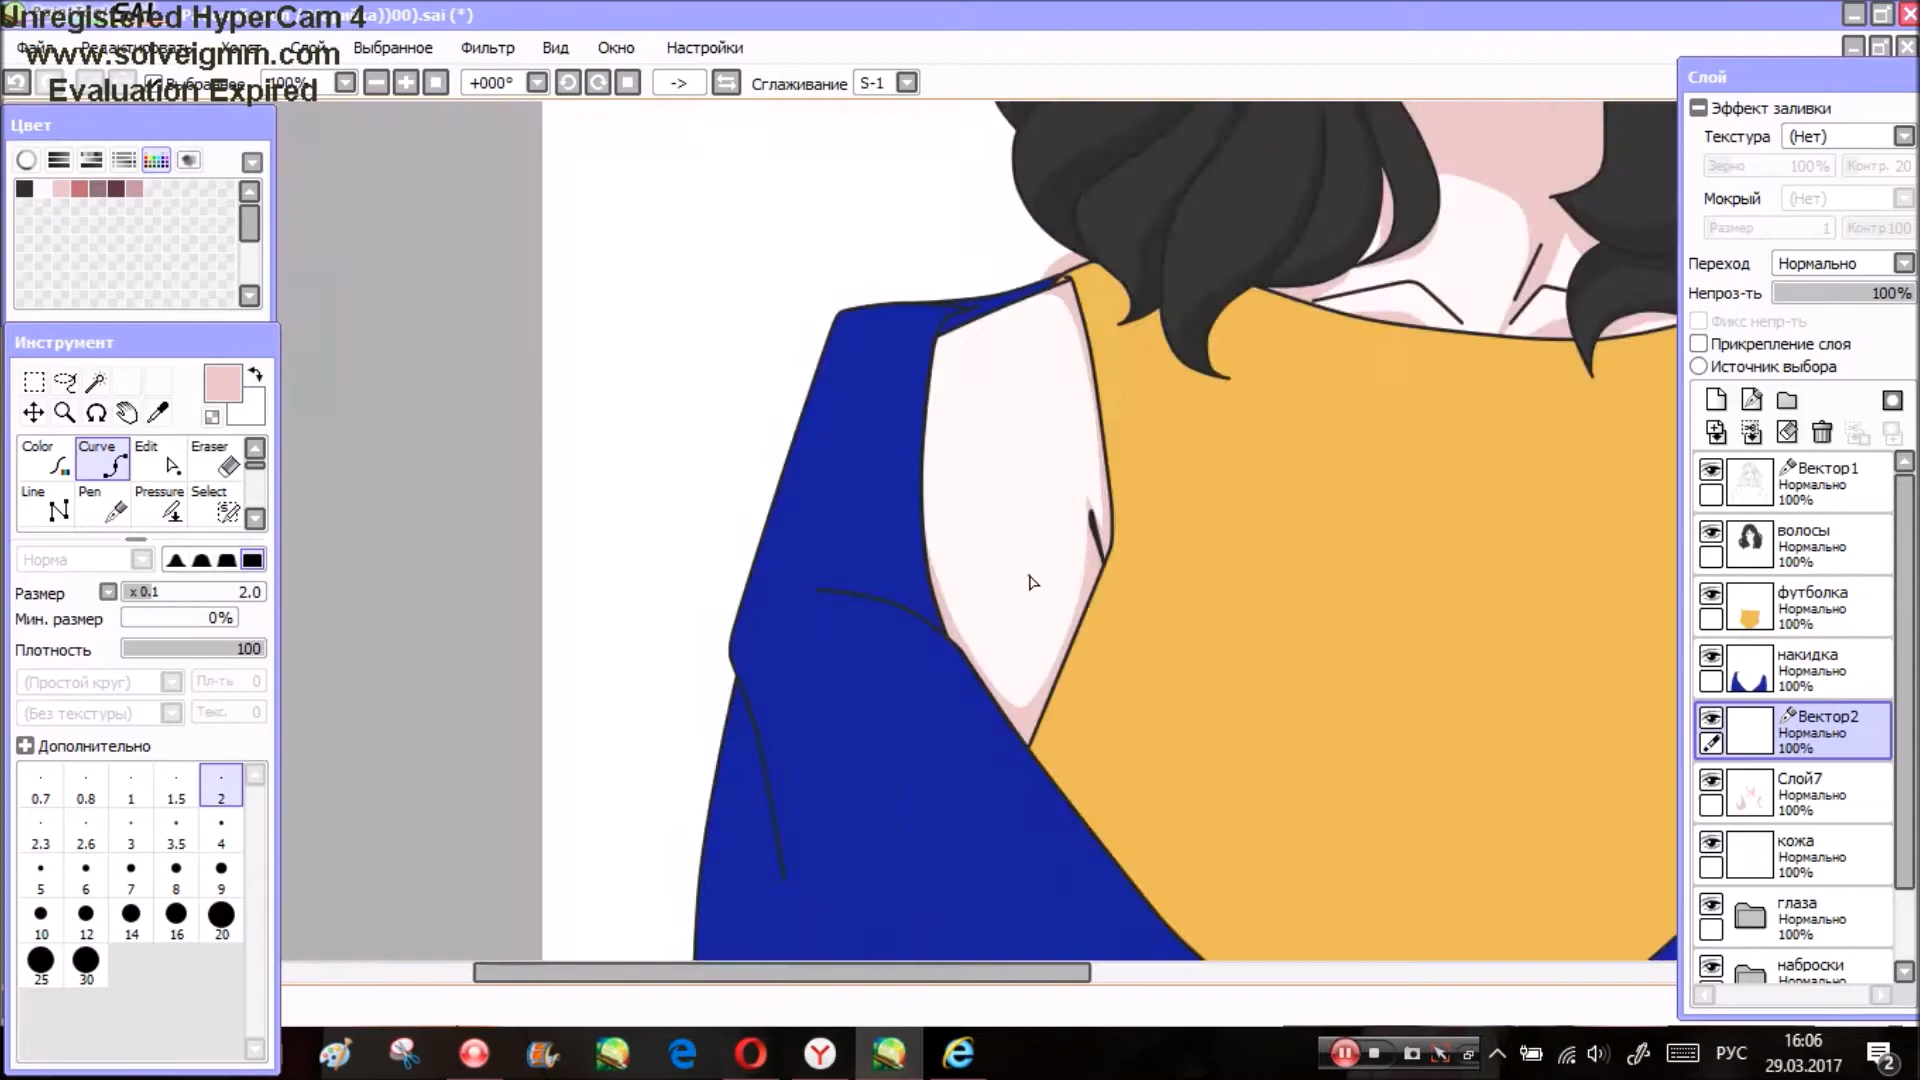 Unregistered HyperCam 4
))00).sai (*)
www.solveigmm.com
Evaluation Expired
Файл Редактировать Холст Слой Выбранное Фильтр Вид Окно Настройки
Выбранное 100% +000° -> Сглаживание S-1
Цвет
Инструмент
Color Curve Edit Eraser
Line Pen Pressure Select
Норма
Размер x 0.1 2.0
Мин. размер 0%
Плотность 100
(Простой круг) Пл-ть 0
(Без текстуры) Текс. 0
Дополнительно
0.7 0.8 1 1.5 2
2.3 2.6 3 3.5 4
5 6 7 8 9
10 12 14 16 20
25 30
Слой
Эффект заливки
Текстура (Нет)
Зерно 100% Контр. 20
Мокрый (Нет)
Размер 1 Контр100
Переход Нормально
Непроз-ть 100%
Фикс непр-ть
Прикрепление слоя
Источник выбора
Вектор1
Нормально
100%
волосы
Нормально
100%
футболка
Нормально
100%
накидка
Нормально
100%
Вектор2
Нормально
100%
Слой7
Нормально
100%
кожа
Нормально
100%
глаза
Нормально
100%
наброски
Нормально
РУС
16:06
29.03.2017
2